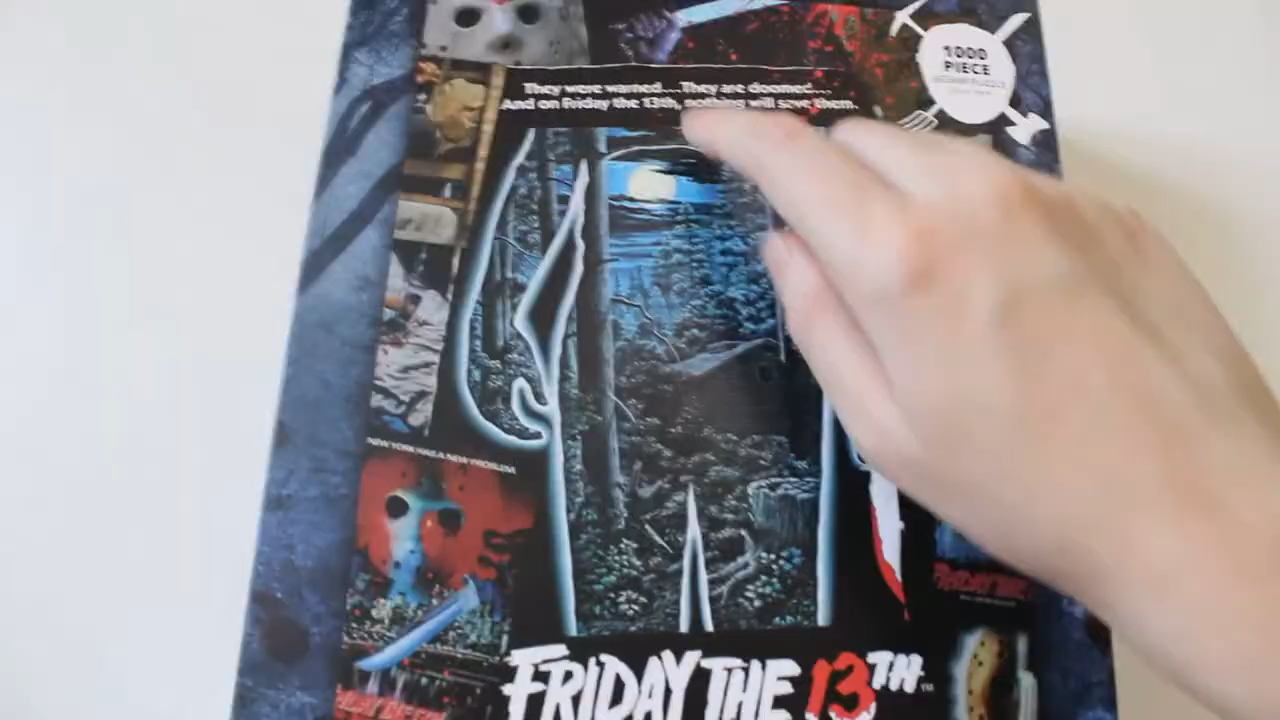 1000
PIECE
They were warned...They are doomed...
And on Friday the 13th, nothing will save them.
NEW YORK HAS A NEW PROBLEM
FRIDAY THE 13TH